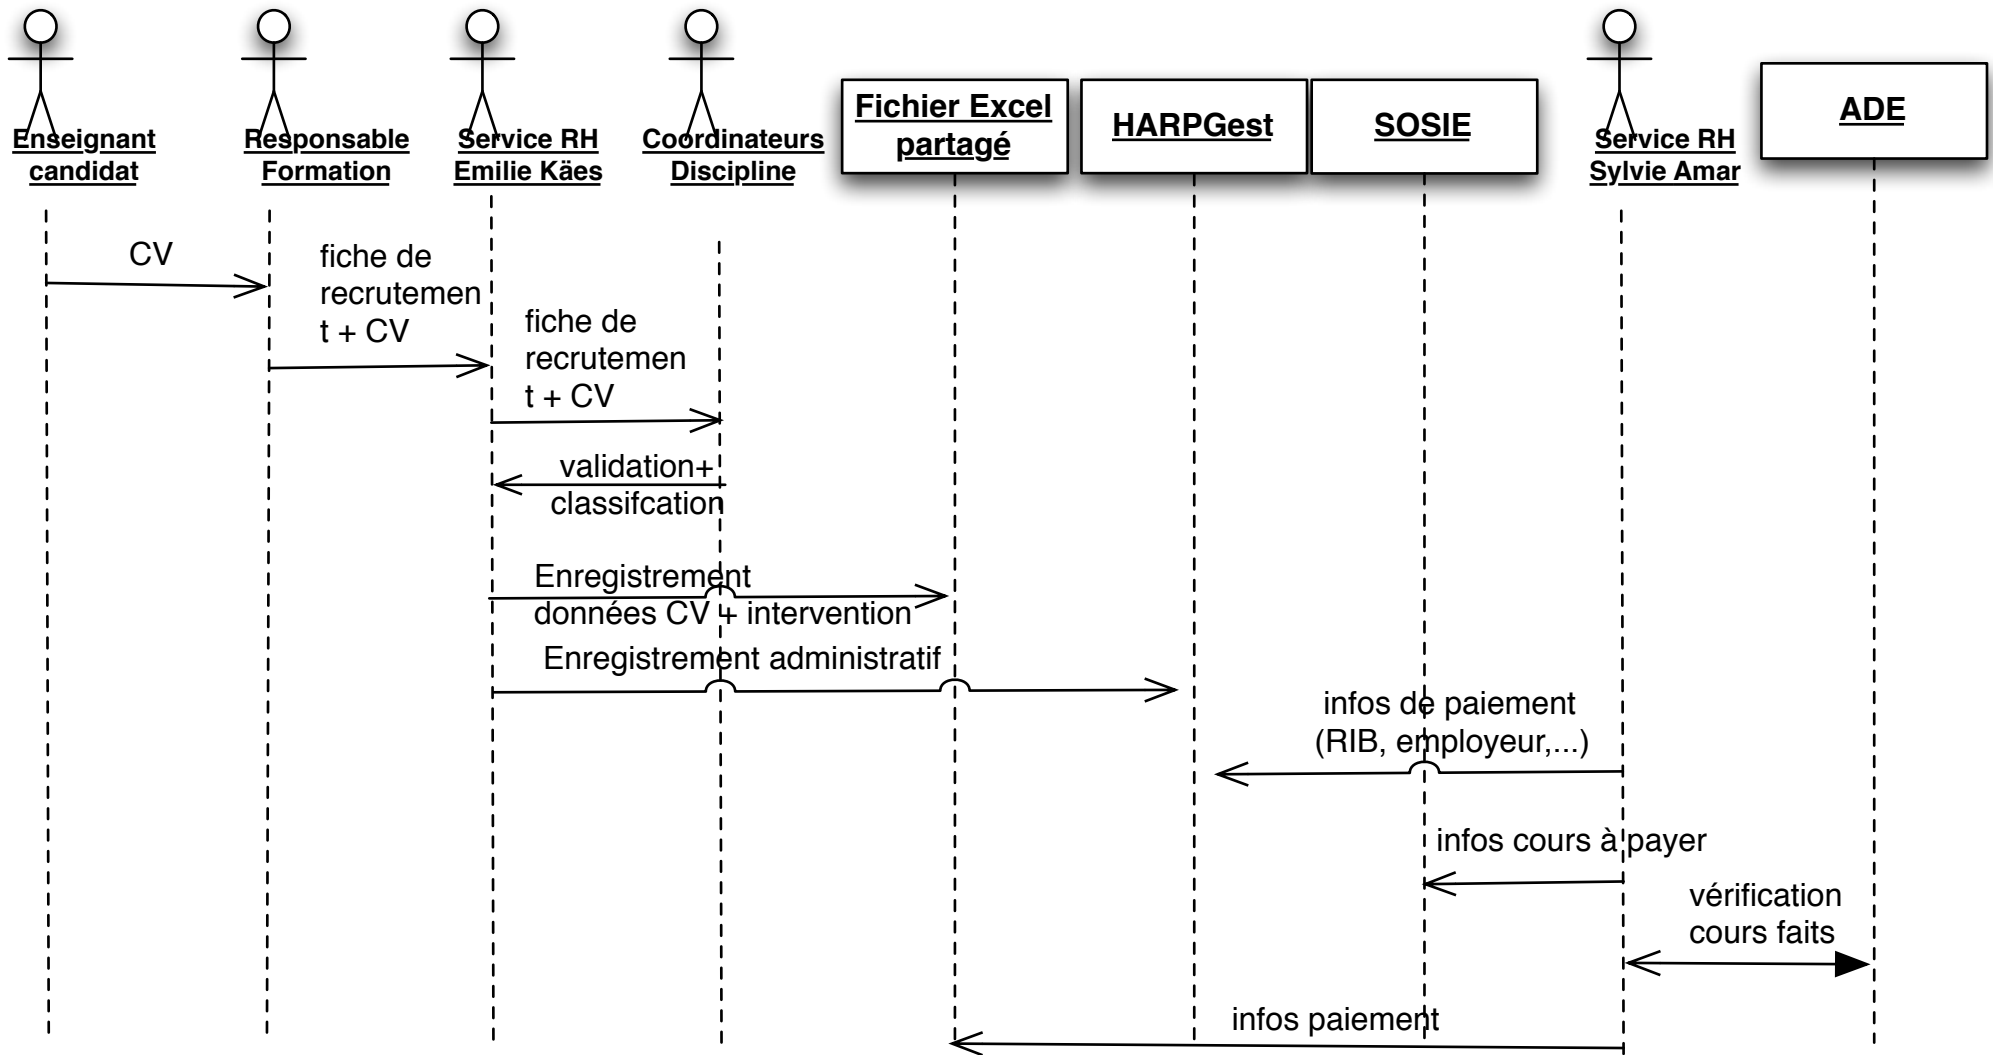 Enseignant
candidat
Responsable
Formation
Service RH
Emilie Käes
Coordinateurs
Discipline
Fichier Excel
partagé
HARPGest
SOSIE
Service RH
Sylvie Amar
ADE
CV
fiche de
recrutemen
t + CV
fiche de
recrutemen
t + CV
validation+
classifcation
Enregistrement
données CV + intervention
Enregistrement administratif
infos de paiement
(RIB, employeur,...)
infos cours à payer
vérification
cours faits
infos paiement